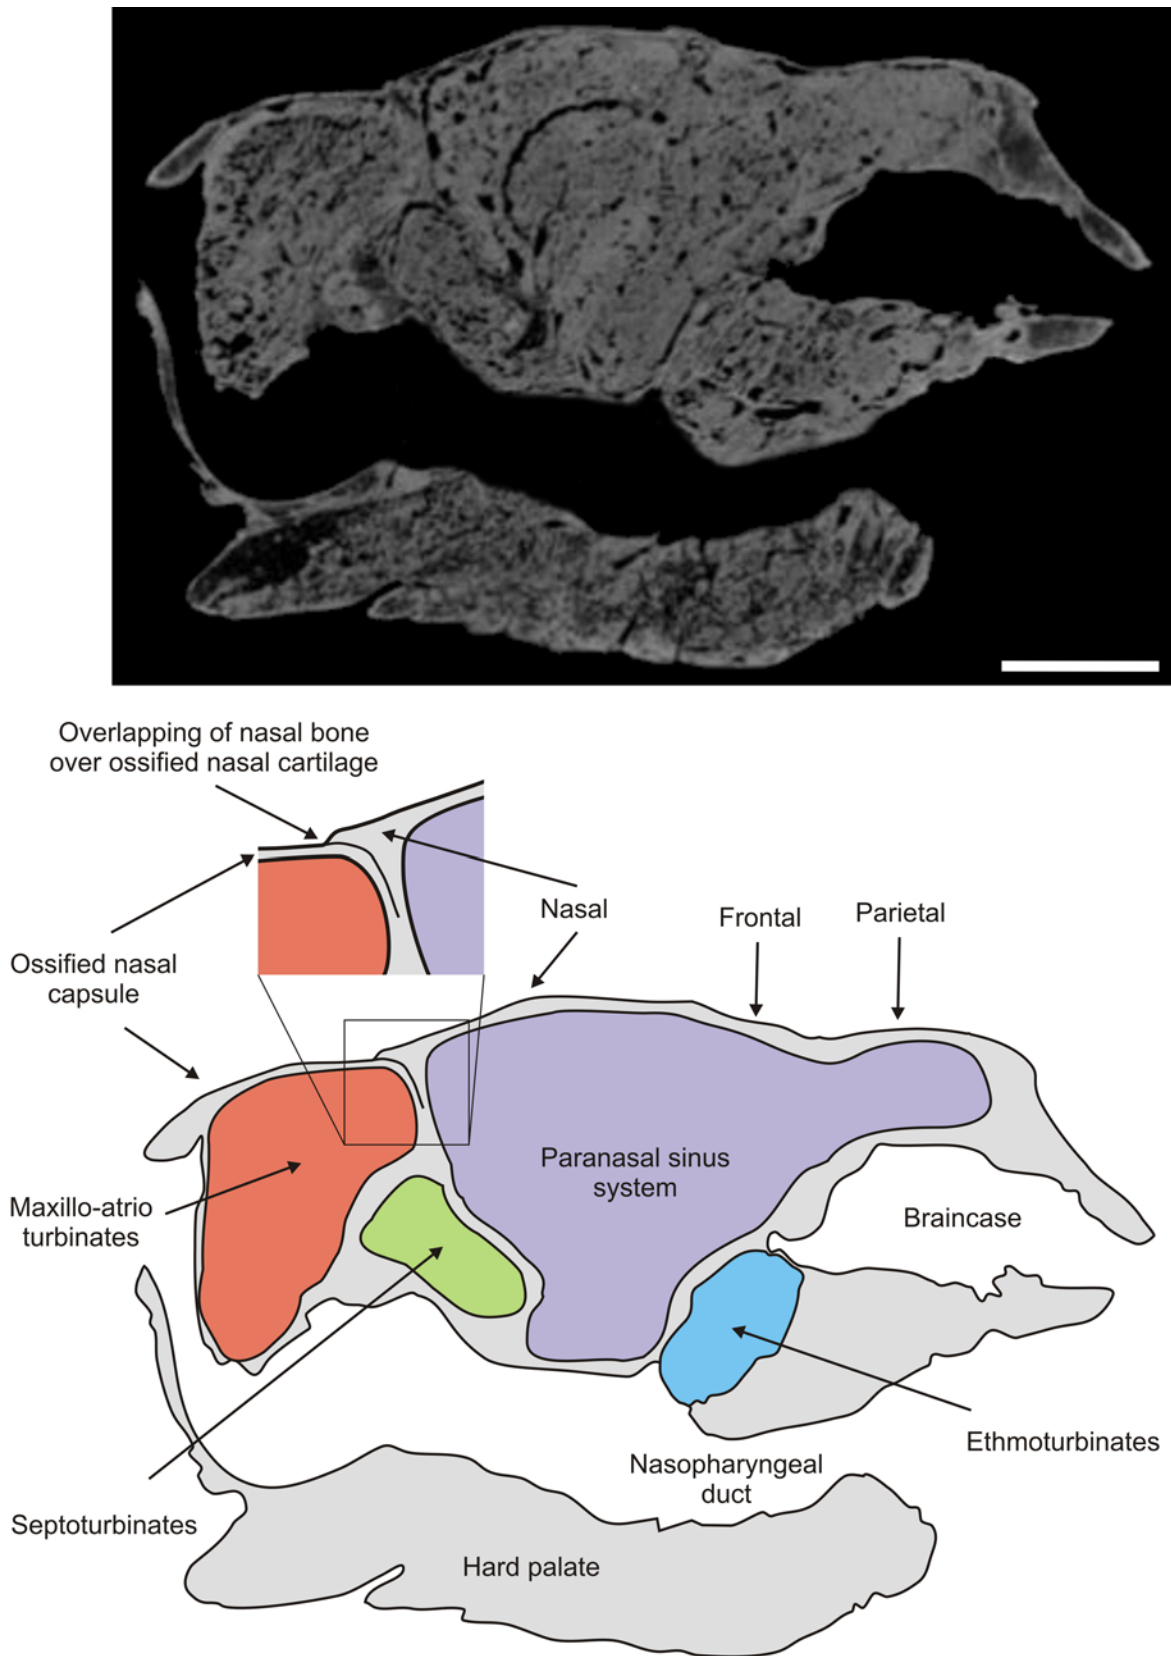 Overlapping of nasal bone
over ossified nasal cartilage
Nasal
Frontal
Parietal
Ossified nasal
capsule
Paranasal sinus
system
Maxillo-atrio
turbinates
Braincase
Ethmoturbinates
Nasopharyngeal
duct
Septoturbinates
Hard palate